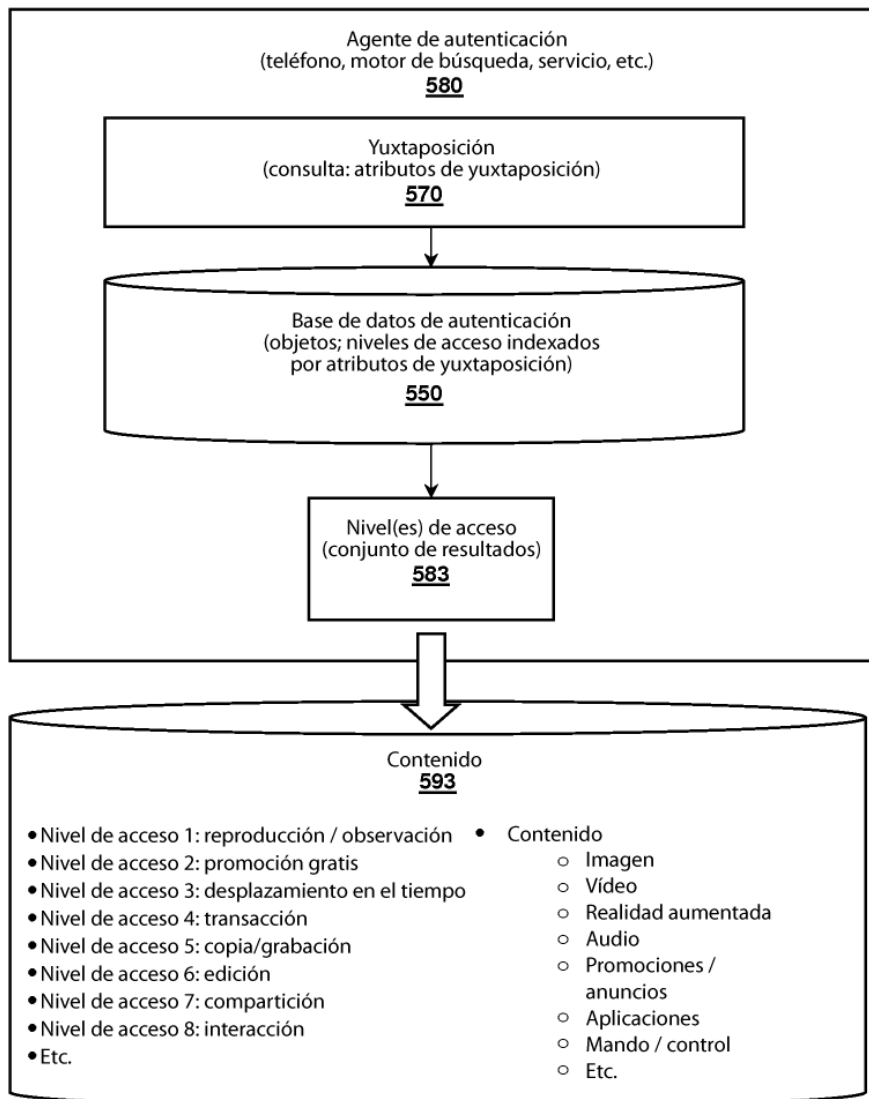 Agente de autenticación
(teléfono, motor de búsqueda, servicio, etc.)
580
Yuxtaposición
(consulta: atributos de yuxtaposición)
570
Base de datos de autenticación
(objetos; niveles de acceso indexados
por atributos de yuxtaposición)
550
Nivel(es) de acceso
(conjunto de resultados)
583
Contenido
593
•Nivel de acceso 1: reproducción / observación
•Nivel de acceso 2: promoción gratis
•Nivel de acceso 3: desplazamiento en el tiempo
•Nivel de acceso 4: transacción
•Nivel de acceso 5: copia/grabación
•Nivel de acceso 6: edición
•Nivel de acceso 7: compartición
•Nivel de acceso 8: interacción
•Etc.
• Contenido
○ Imagen
○ Vídeo
○ Realidad aumentada
○ Audio
○ Promociones /
anuncios
○ Aplicaciones
○ Mando / control
○ Etc.